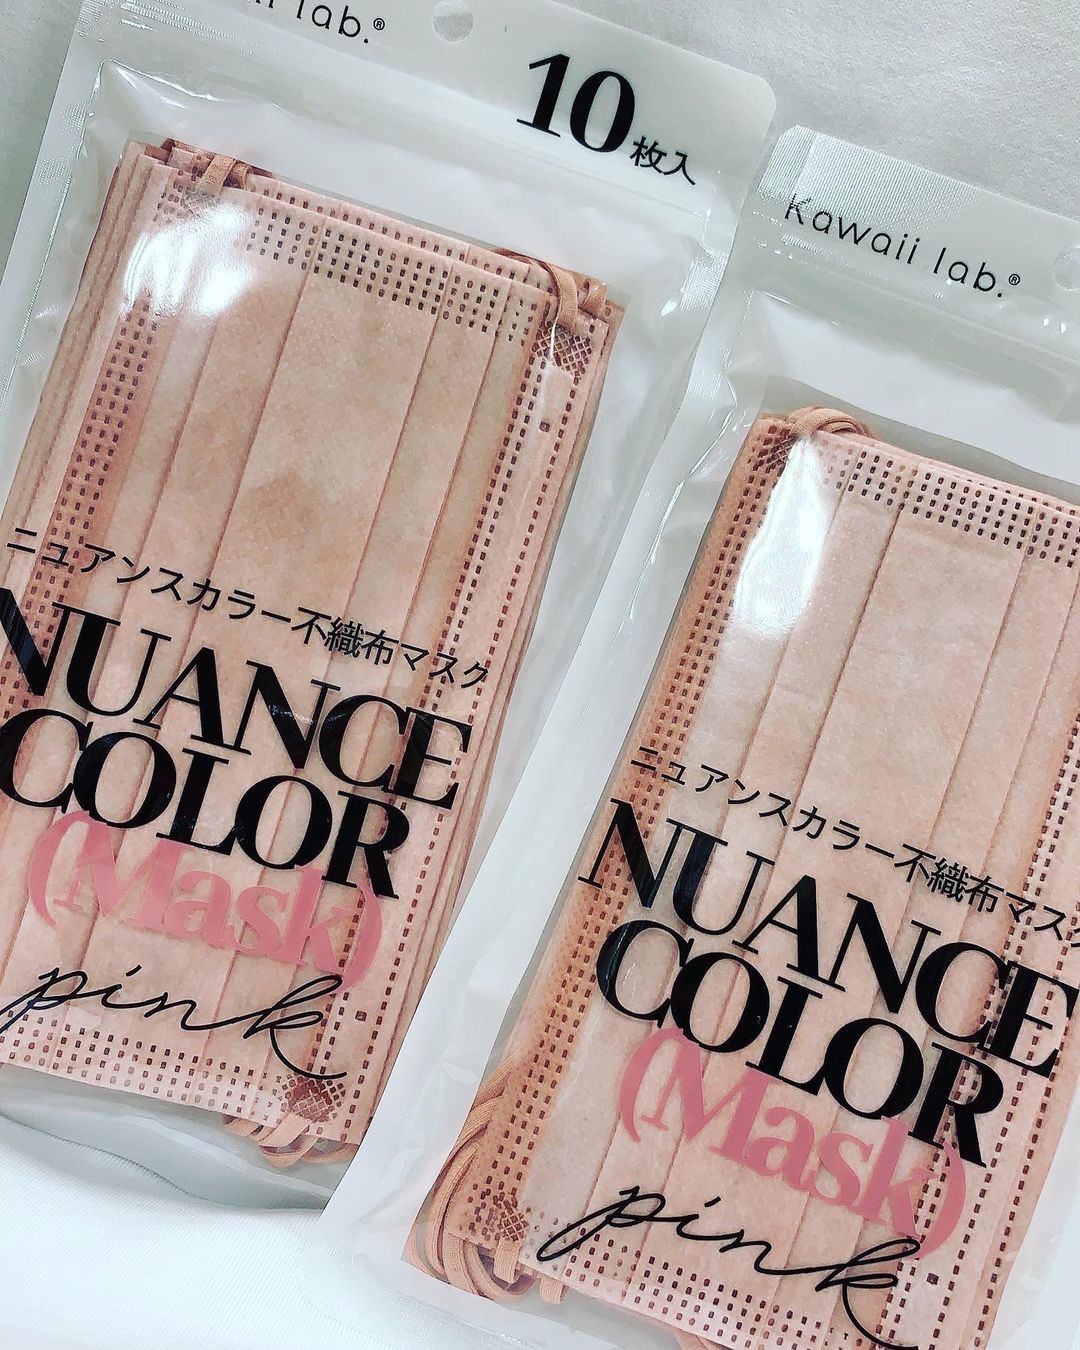 lab.®
10枚入
ニュアンスカラー不織布マスク
NUANCE
COLOR
(Mask)
pink
Kawaii lab.®
ニュアンスカラー不織布マスク
NUANCE
COLOR
(Mask)
pink